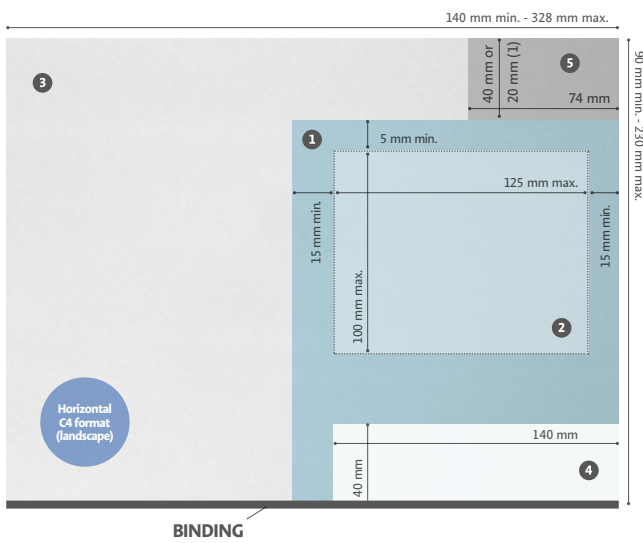 140 mm min. - 328 mm max.
3
40 mm or
20 mm (1)
5
74 mm
90 mm min. - 230 mm max.
1
5 mm min.
125 mm max.
15 mm min.
15 mm min.
100 mm max.
2
Horizontal
C4 format
(landscape)
140 mm
40 mm
4
BINDING